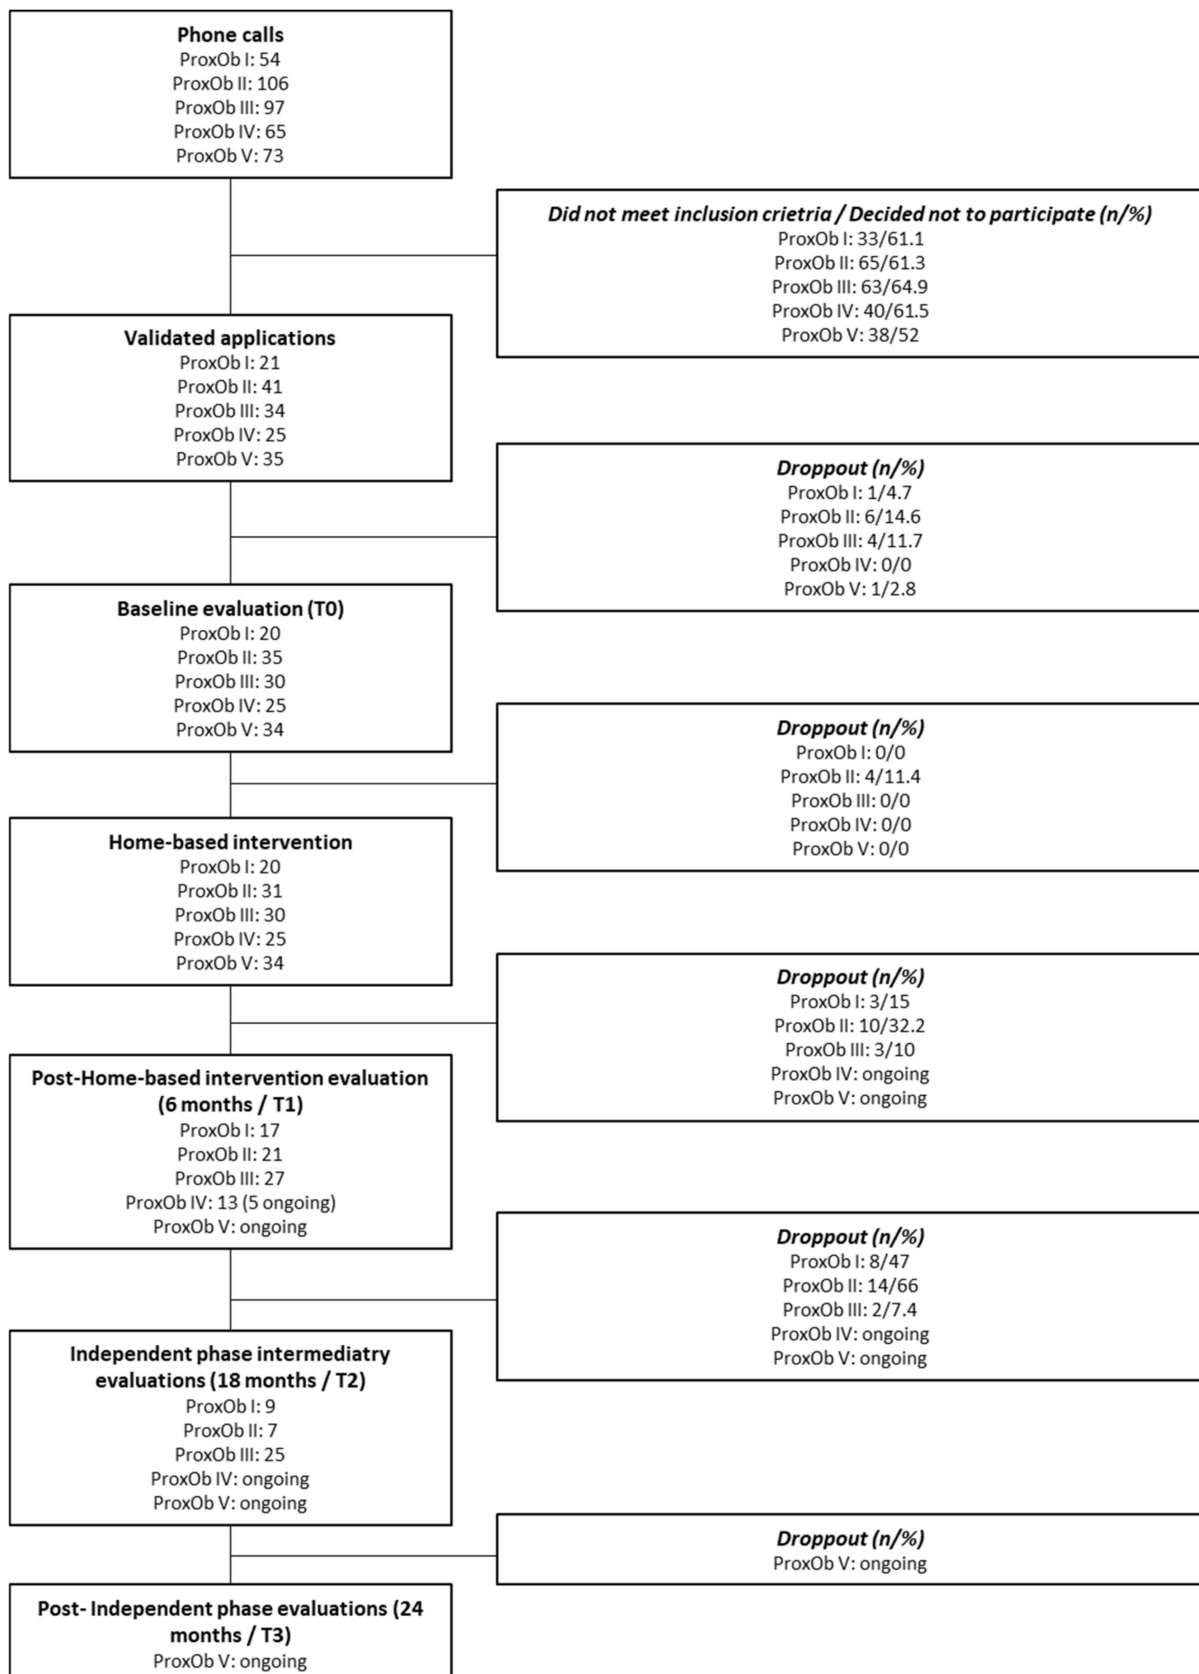 Phone calls
ProxOb I: 54
ProxOb II: 106
ProxOb III: 97
ProxOb IV: 65
ProxOb V: 73
Did not meet inclusion crietria / Decided not to participate (n/%)
ProxOb I: 33/61.1
ProxOb II: 65/61.3
ProxOb III: 63/64.9
ProxOb IV: 40/61.5
ProxOb V: 38/52
Validated applications
ProxOb I: 21
ProxOb II: 41
ProxOb III: 34
ProxOb IV: 25
ProxOb V: 35
Droppout (n/%)
ProxOb I: 1/4.7
ProxOb II: 6/14.6
ProxOb III: 4/11.7
ProxOb IV: 0/0
ProxOb V: 1/2.8
Baseline evaluation (T0)
ProxOb I: 20
ProxOb II: 35
ProxOb III: 30
ProxOb IV: 25
ProxOb V: 34
Droppout (n/%)
ProxOb I: 0/0
ProxOb II: 4/11.4
ProxOb III: 0/0
ProxOb IV: 0/0
ProxOb V: 0/0
Home-based intervention
ProxOb I: 20
ProxOb II: 31
ProxOb III: 30
ProxOb IV: 25
ProxOb V: 34
Droppout (n/%)
ProxOb I: 3/15
ProxOb II: 10/32.2
ProxOb III: 3/10
ProxOb IV: ongoing
ProxOb V: ongoing
Post-Home-based intervention evaluation
(6 months / T1)
ProxOb I: 17
ProxOb II: 21
ProxOb III: 27
ProxOb IV: 13 (5 ongoing)
ProxOb V: ongoing
Droppout (n/%)
ProxOb I: 8/47
ProxOb II: 14/66
ProxOb III: 2/7.4
ProxOb IV: ongoing
ProxOb V: ongoing
Independent phase intermediatry
evaluations (18 months / T2)
ProxOb I: 9
ProxOb II: 7
ProxOb III: 25
ProxOb IV: ongoing
ProxOb V: ongoing
Droppout (n/%)
ProxOb V: ongoing
Post- Independent phase evaluations (24
months / T3)
ProxOb V: ongoing